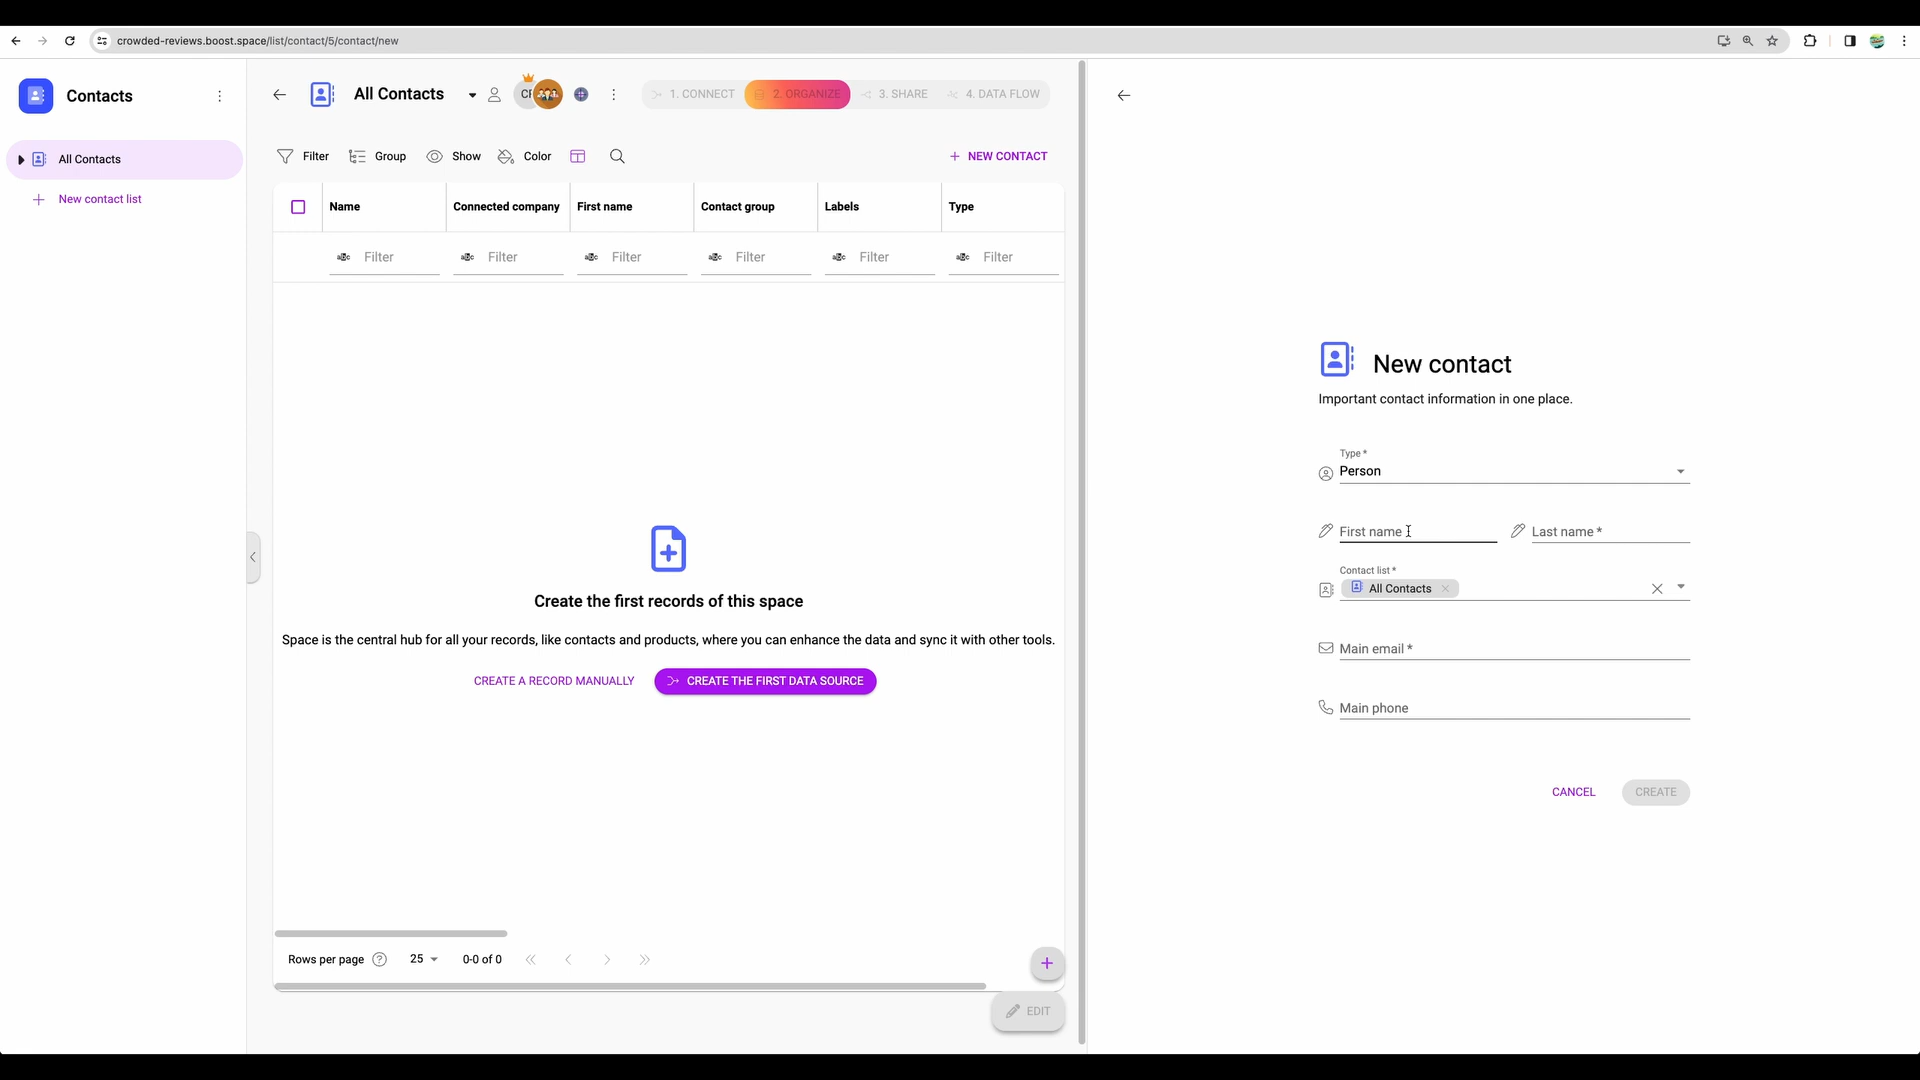 crowded-reviews.boost.space/list/contact/5/contact/new
Contacts
All Contacts
New contact list
All Contacts
1. CONNECT
2. ORGANIZE
3. SHARE
4. DATA FLOW
Filter
Group
Show
Color
NEW CONTACT
Name
Connected company
First name
Contact group
Labels
Type
Filter
Filter
Filter
Filter
Filter
Filter
Create the first records of this space
Space is the central hub for all your records, like contacts and products, where you can enhance the data and sync it with other tools.
CREATE A RECORD MANUALLY
CREATE THE FIRST DATA SOURCE
Rows per page
25
0-0 of 0
EDIT
New contact
Important contact information in one place.
Type *
Person
First name
Last name *
Contact list *
All Contacts
Main email *
Main phone
CANCEL
CREATE